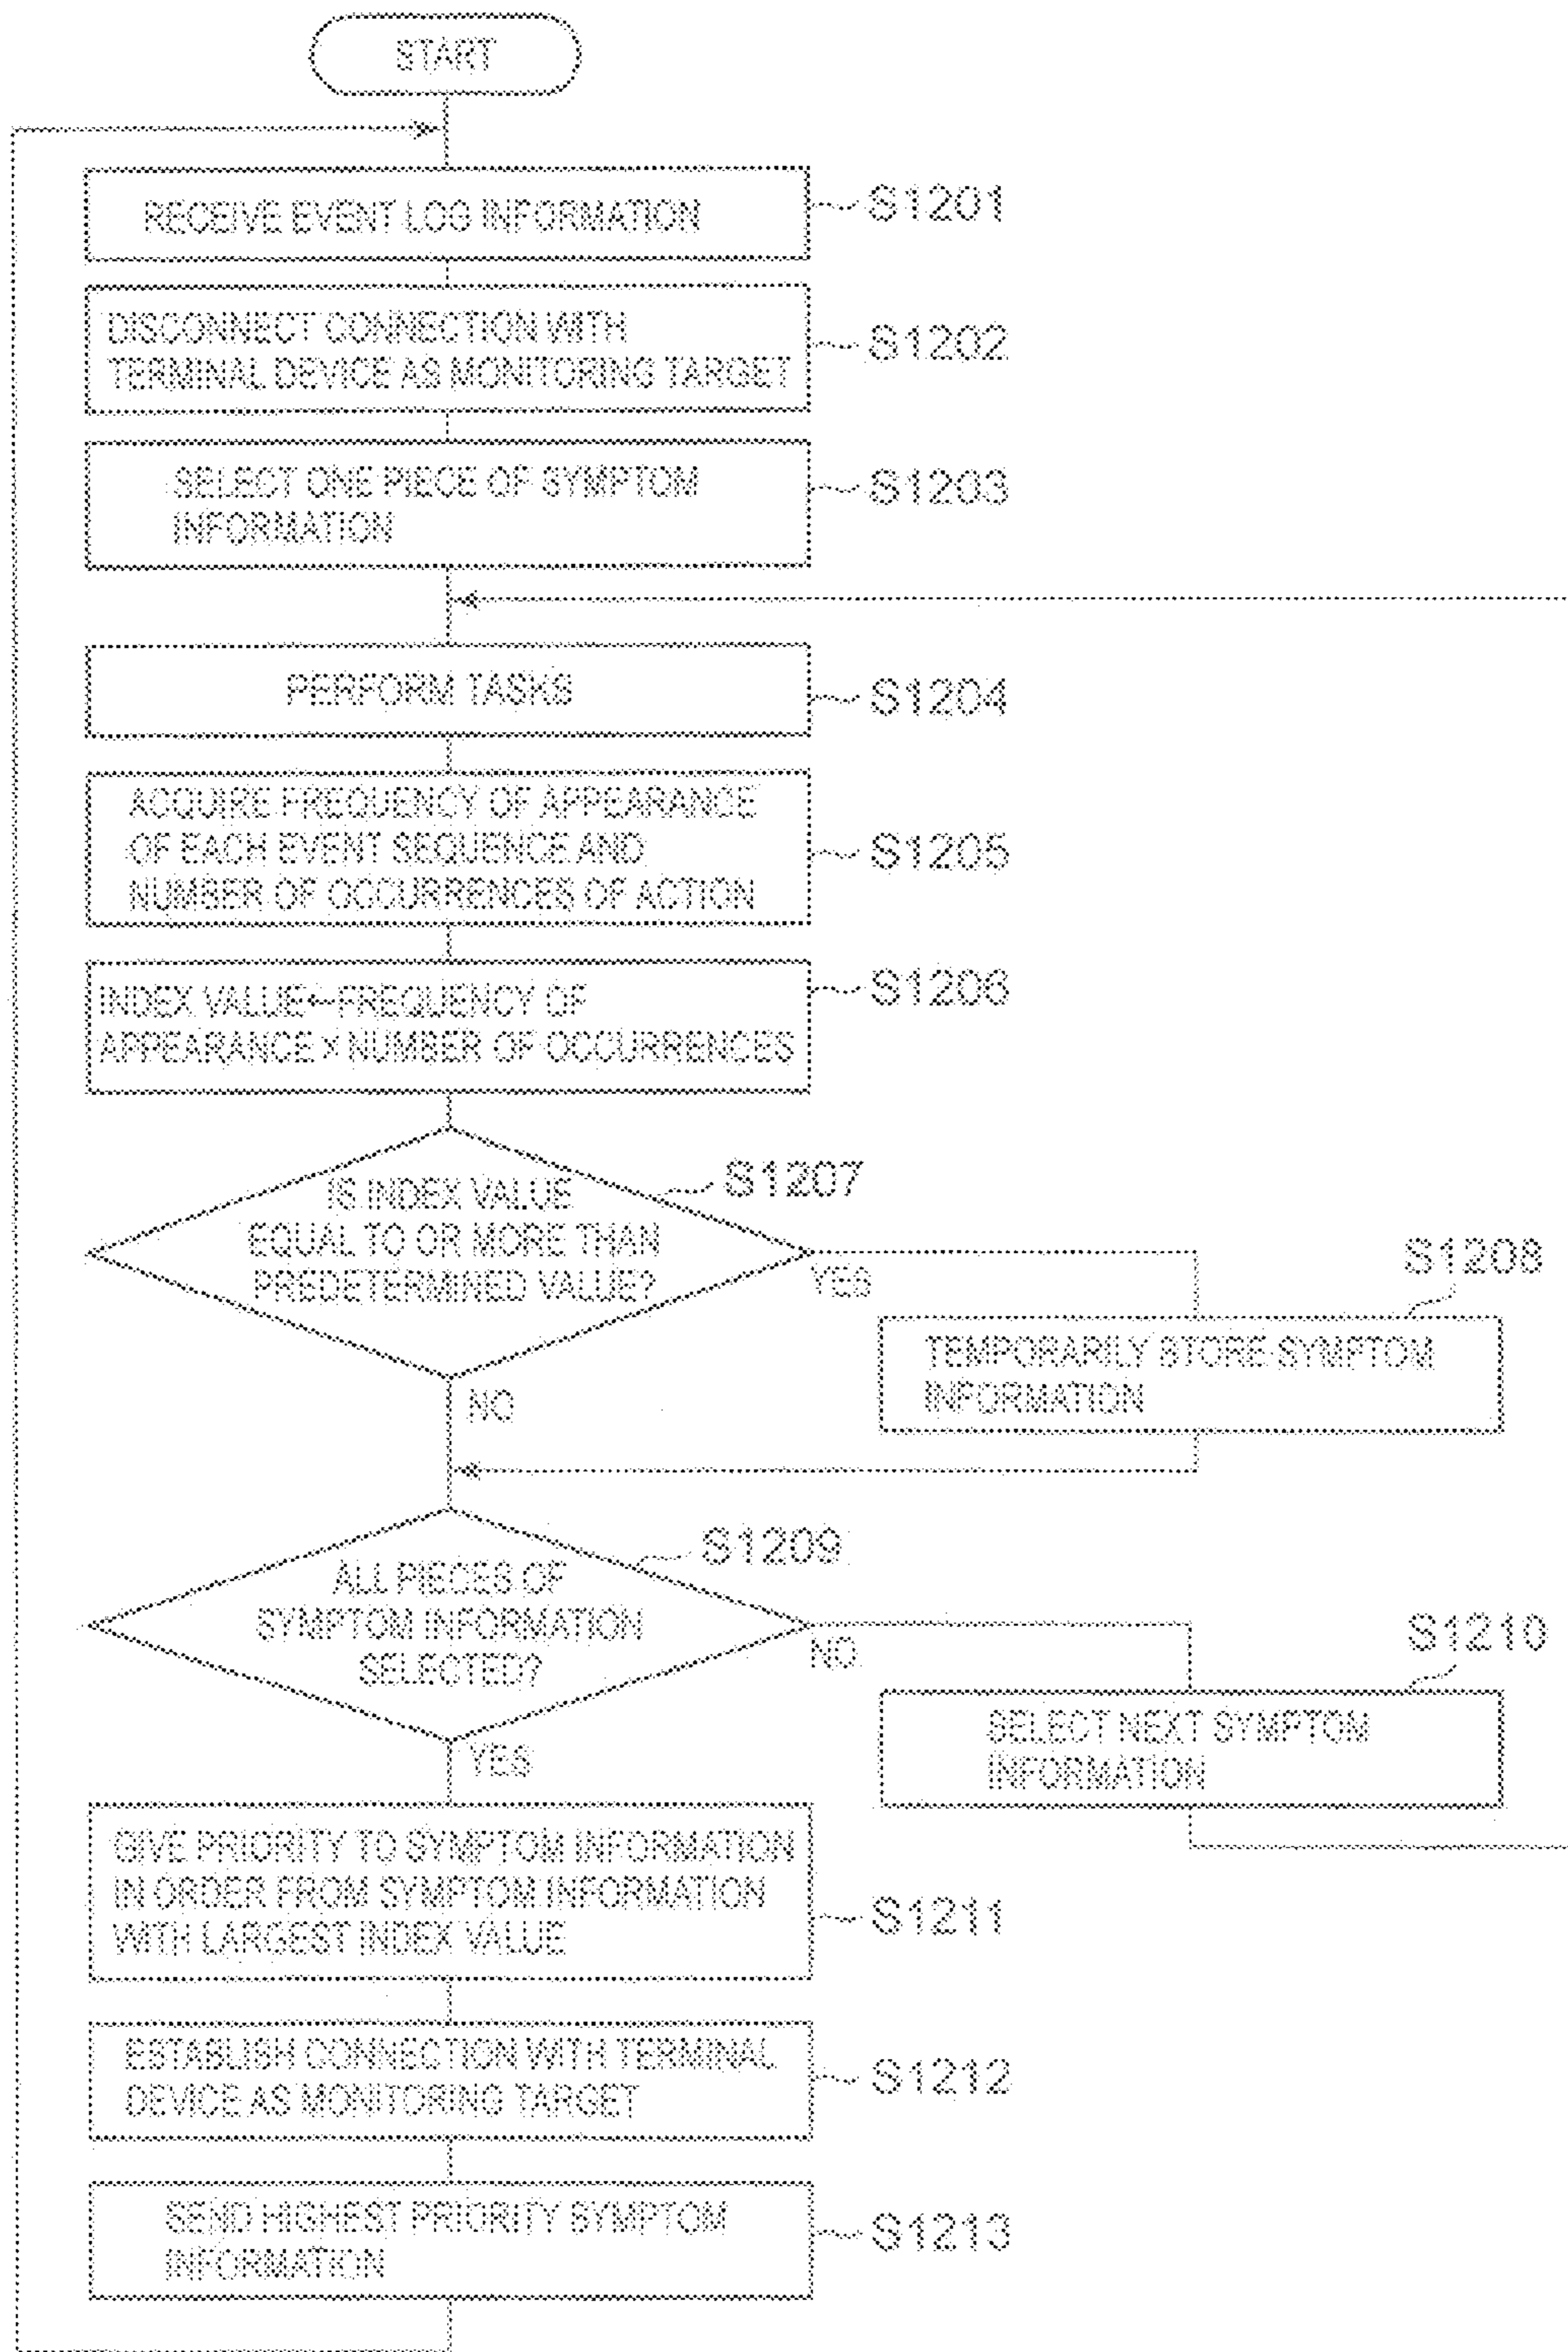 START
RECEIVE EVENT LOG INFORMATION
S1201
DISCONNECT CONNECTION WITH
TERMINAL DEVICE AS MONITORING TARGET
S1202
SELECT ONE PIECE OF SYMPTOM
INFORMATION
S1203
PERFORM TASKS
S1204
ACQUIRE FREQUENCY OF APPEARANCE
OF EACH EVENT SEQUENCE AND
NUMBER OF OCCURRENCES OF ACTION
S1205
INDEX VALUE←FREQUENCY OF
APPEARANCE × NUMBER OF OCCURRENCES
S1206
IS INDEX VALUE
EQUAL TO OR MORE THAN
PREDETERMINED VALUE?
S1207
YES
NO
S1208
TEMPORARILY STORE SYMPTOM
INFORMATION
ALL PIECES OF
SYMPTOM INFORMATION
SELECTED?
S1209
NO
YES
S1210
SELECT NEXT SYMPTOM
INFORMATION
GIVE PRIORITY TO SYMPTOM INFORMATION
IN ORDER FROM SYMPTOM INFORMATION
WITH LARGEST INDEX VALUE
S1211
ESTABLISH CONNECTION WITH TERMINAL
DEVICE AS MONITORING TARGET
S1212
SEND HIGHEST PRIORITY SYMPTOM
INFORMATION
S1213